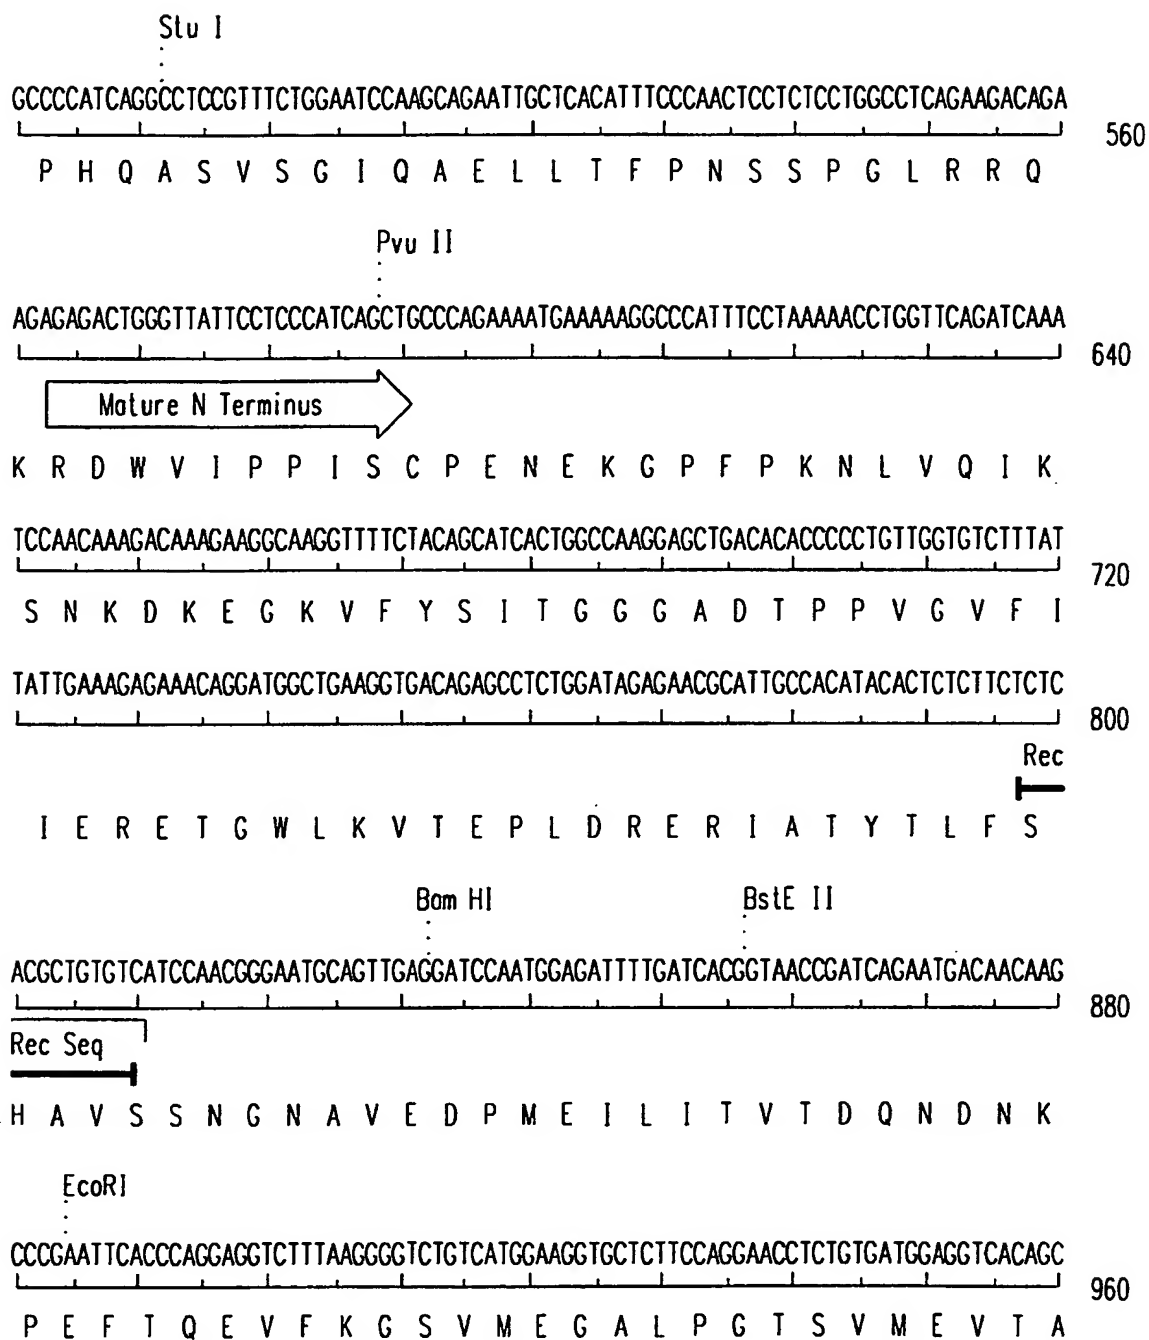 Stu I
GCCCCATCAGGCCTCCGTTTCTGGAATCCAAGCAGAATTGCTCACATTTCCCAACTCCTCTCCTGGCCTCAGAAGACAGA
560
P H Q A S V S G I Q A E L L T F P N S S P G L R R Q
Pvu II
AGAGAGACTGGGTTATTCCTCCCATCAGCTGCCCAGAAAATGAAAAAGGCCCATTTCCTAAAAACCTGGTTCAGATCAAA
640
Mature N Terminus
K R D W V I P P I S C P E N E K G P F P K N L V Q I K
TCCAACAAAGACAAAGAAGGCAAGGTTTTCTACAGCATCACTGGCCAAGGAGCTGACACACCCCCTGTTGGTGTCTTTAT
720
S N K D K E G K V F Y S I T G G G A D T P P V G V F I
TATTGAAAGAGAAACAGGATGGCTGAAGGTGACAGAGCCTCTGGATAGAGAACGCATTGCCACATACACTCTCTTCTCTC
800
Rec
I E R E T G W L K V T E P L D R E R I A T Y T L F S
Bam HI BstE II
ACGCTGTGTCATCCAACGGGAATGCAGTTGAGGATCCAATGGAGATTTTGATCACGGTAACCGATCAGAATGACAACAAG
880
Rec Seq
H A V S S N G N A V E D P M E I L I T V T D Q N D N K
EcoRI
CCCGAATTCACCCAGGAGGTCTTTAAGGGGTCTGTCATGGAAGGTGCTCTTCCAGGAACCTCTGTGATGGAGGTCACAGC
960
P E F T Q E V F K G S V M E G A L P G T S V M E V T A